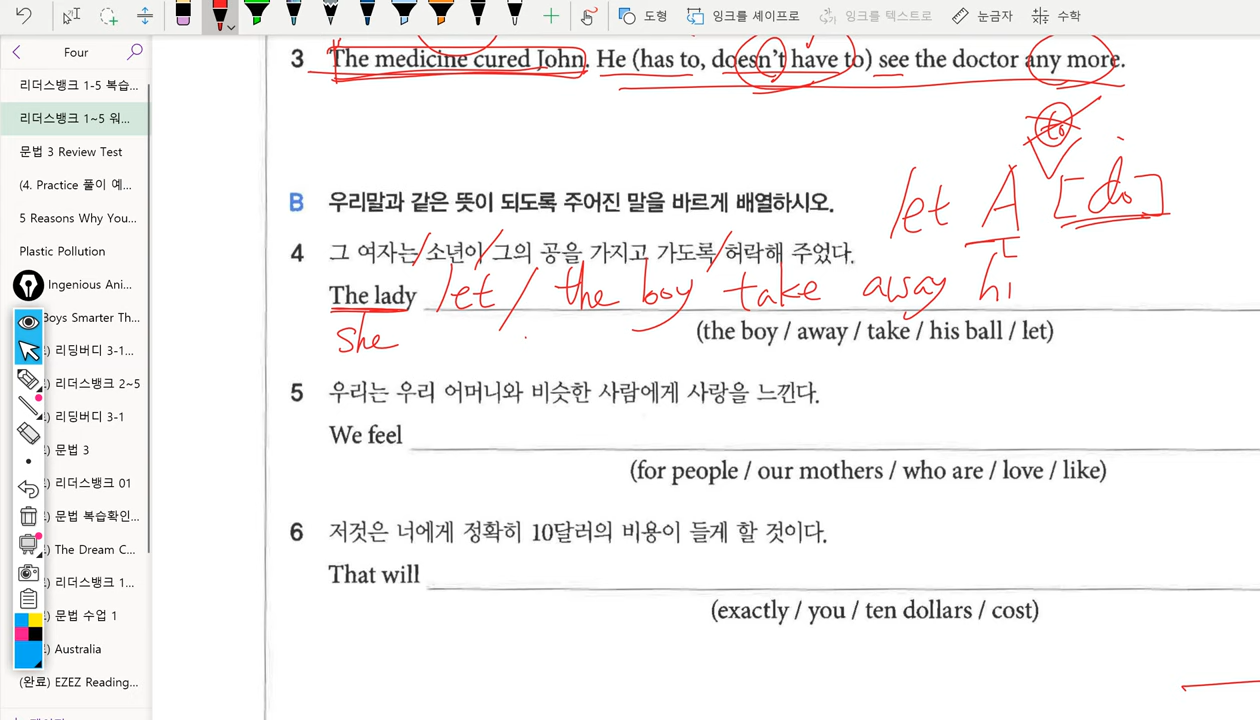 도형
잉크를 셰이프로
잉크를 텍스트로
눈금자
수학
Four
리더스뱅크 1-5 복습...
리더스뱅크 1~5 워...
문법 3 Review Test
(4. Practice 풀이 예...
5 Reasons Why You...
Plastic Pollution
Ingenious Ani...
Boys Smarter Th...
) 리딩버디 3-1...
) 리더스뱅크 2~5
) 리딩버디 3-1
) 문법 3
) 리더스뱅크 01
) 문법 복습확인...
) The Dream C...
) 리더스뱅크 1...
) 문법 수업 1
) Australia
(완료) EZEZ Reading...
3 The medicine cured John. He (has to, doesn't have to) see the doctor any more.
to
let A [do]
B 우리말과 같은 뜻이 되도록 주어진 말을 바르게 배열하시오.
4 그 여자는/소년이/그의 공을 가지고 가도록/허락해 주었다.
The lady let / the boy take away hi
she
(the boy / away / take / his ball / let)
5 우리는 우리 어머니와 비슷한 사람에게 사랑을 느낀다.
We feel
(for people / our mothers / who are / love / like)
6 저것은 너에게 정확히 10달러의 비용이 들게 할 것이다.
That will
(exactly / you / ten dollars / cost)